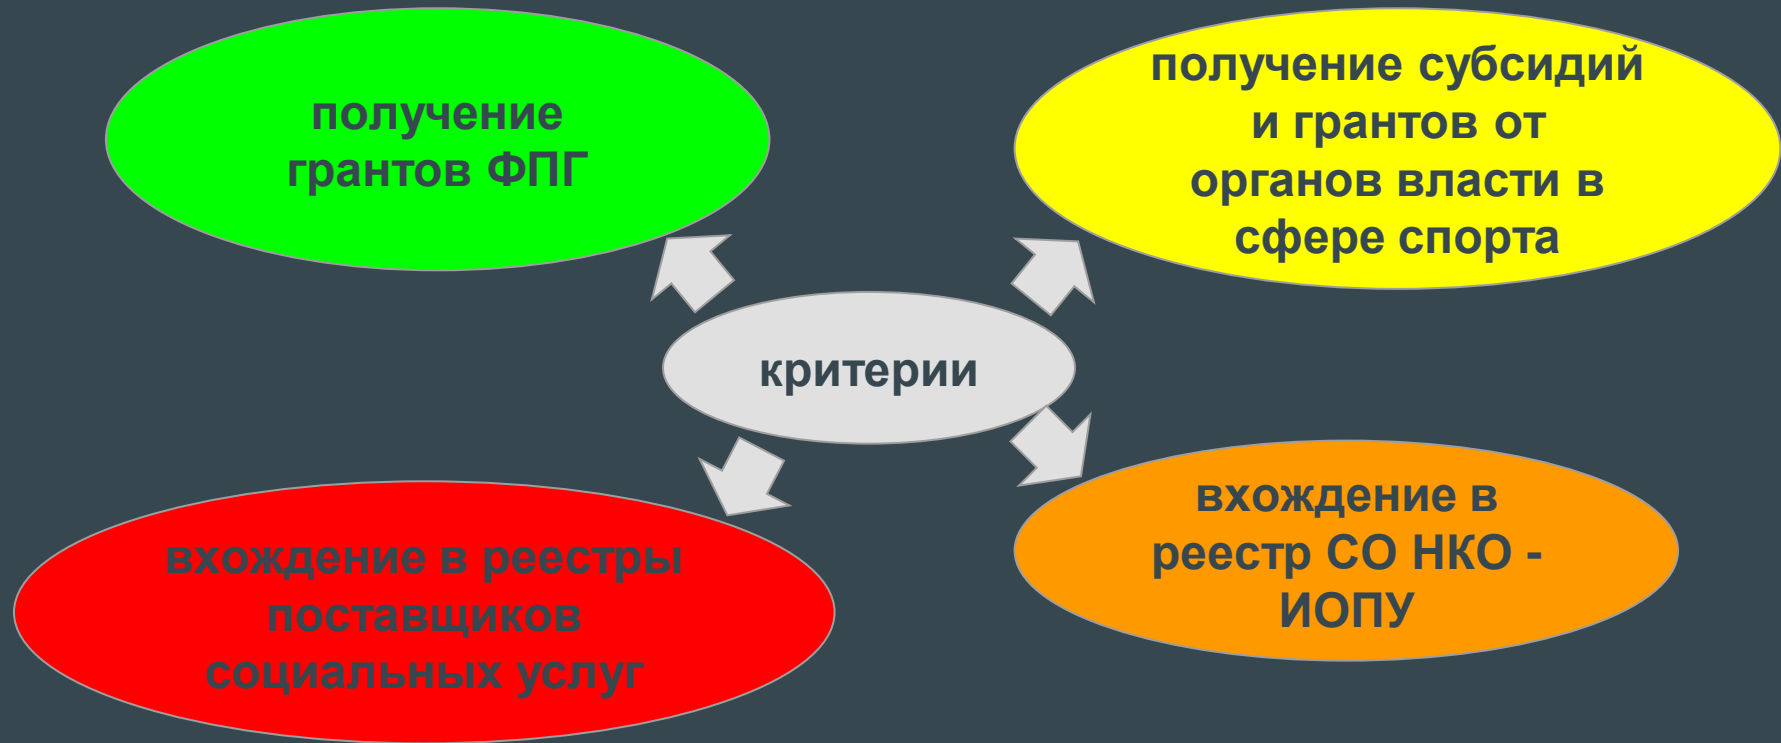 получение
грантов ФПГ
получение субсидий
и грантов от
органов власти в
сфере спорта
критерии
вхождение в реестры
поставщиков
социальных услуг
вхождение в
реестр СО НКО -
ИОПУ